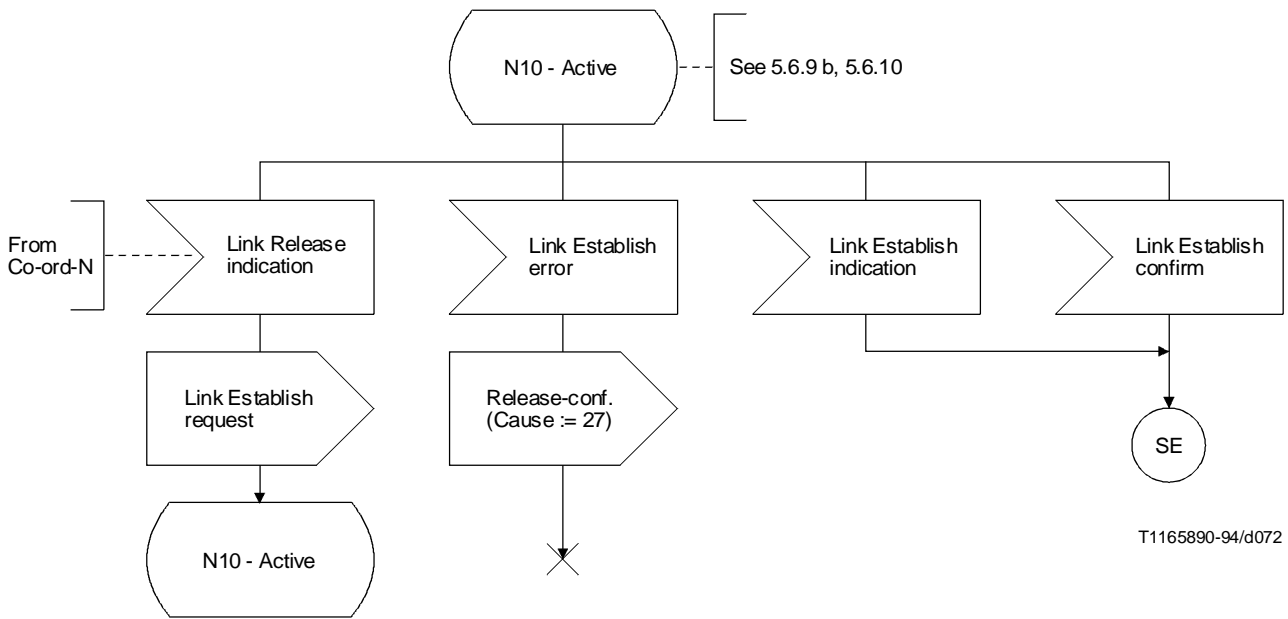 N10 - Active
See 5.6.9 b, 5.6.10
From
Co-ord-N
Link Release
indication
Link Establish
error
Link Establish
indication
Link Establish
confirm
Link Establish
request
Release-conf.
(Cause := 27)
SE
N10 - Active
T1165890-94/d072